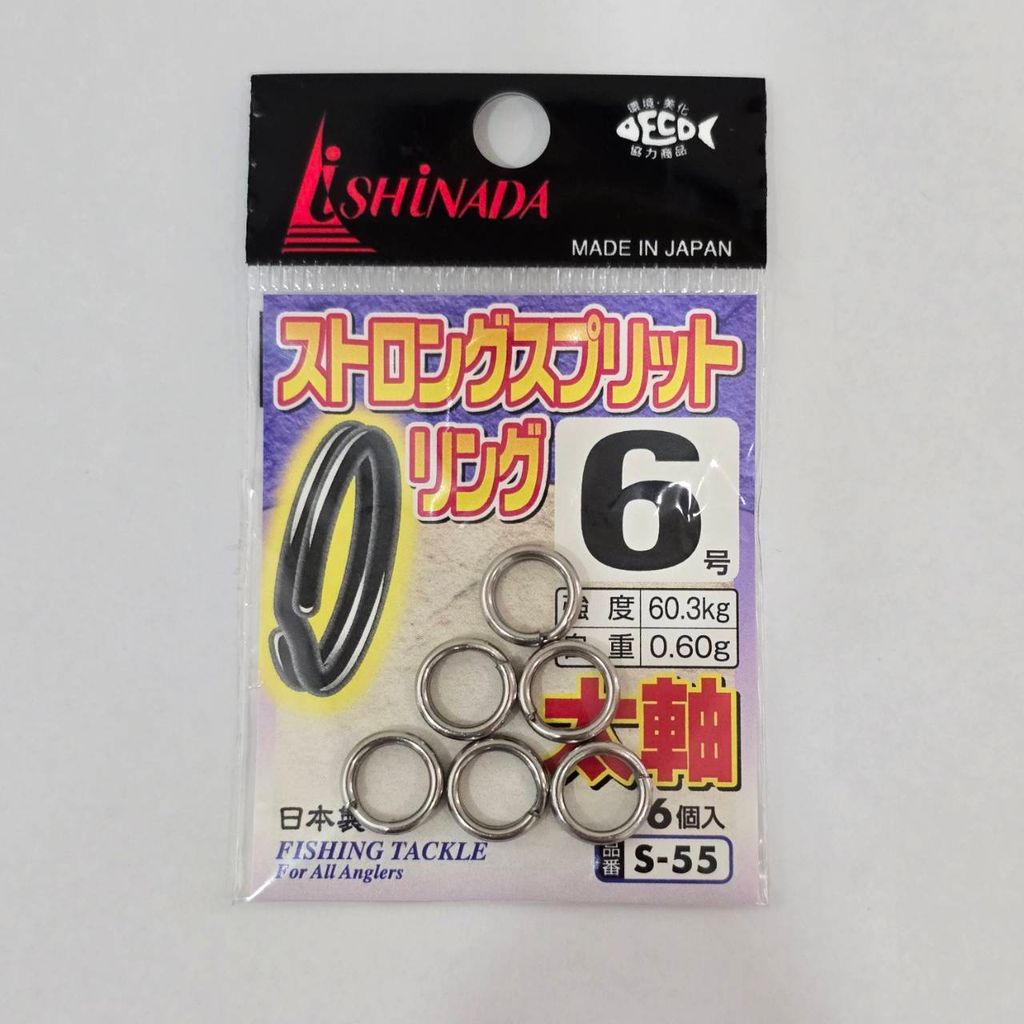 環境・美化
ECO
協力商品
ISHINADA
MADE IN JAPAN
ストロングスプリット
リング
6号
強度 60.3kg
自重 0.60g
太軸
日本製
6個入
FISHING TACKLE
For All Anglers
品番 S-55